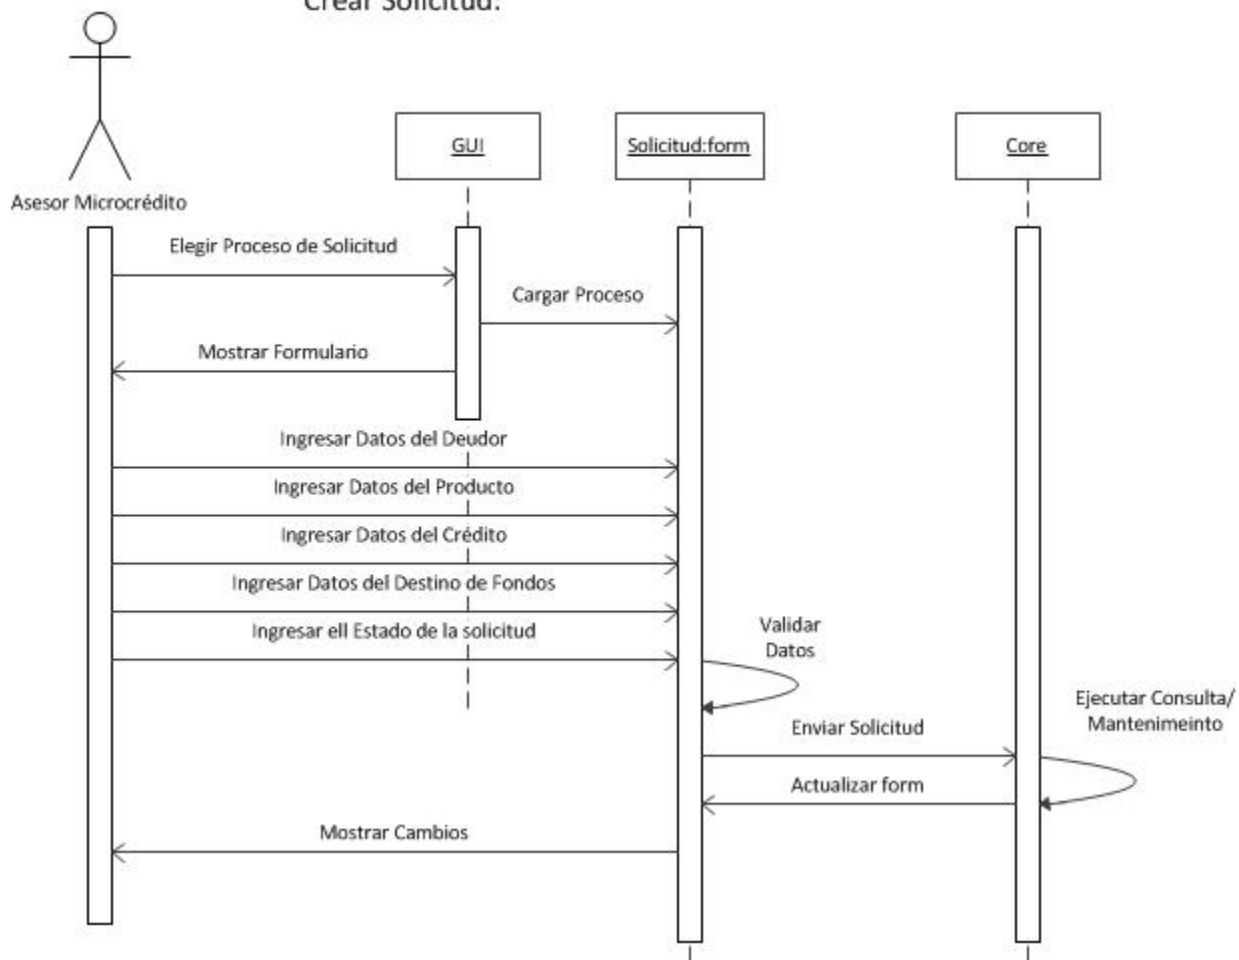 Crear Solicitud:
GUI
Solicitud:form
Core
Asesor Microcrédito
Elegir Proceso de Solicitud
Cargar Proceso
Mostrar Formulario
Ingresar Datos del Deudor
Ingresar Datos del Producto
Ingresar Datos del Crédito
Ingresar Datos del Destino de Fondos
Ingresar ell Estado de la solicitud
Validar
Datos
Ejecutar Consulta/
Mantenimeinto
Enviar Solicitud
Actualizar form
Mostrar Cambios